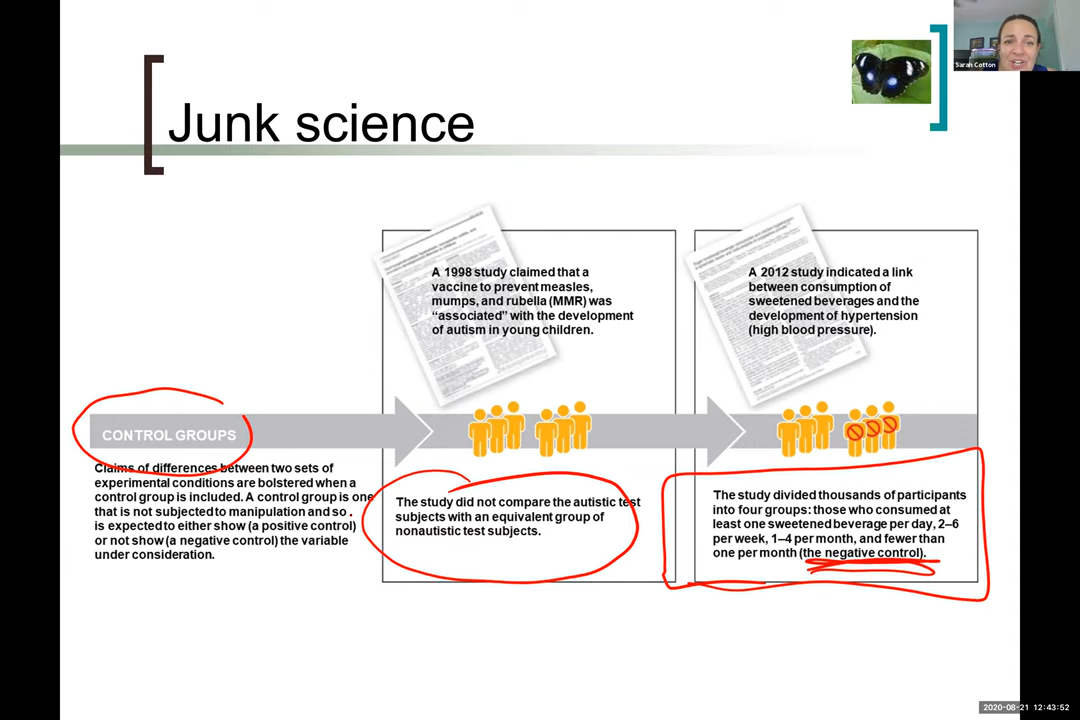 Sarah Cotton
Junk science
A 1998 study claimed that a
vaccine to prevent measles,
mumps, and rubella (MMR) was
“associated” with the development
of autism in young children.
A 2012 study indicated a link
between consumption of
sweetened beverages and the
development of hypertension
(high blood pressure).
CONTROL GROUPS
Claims of differences between two sets of
experimental conditions are bolstered when a
control group is included. A control group is one
that is not subjected to manipulation and so
is expected to either show (a positive control)
or not show (a negative control) the variable
under consideration.
The study did not compare the autistic test
subjects with an equivalent group of
nonautistic test subjects.
The study divided thousands of participants
into four groups: those who consumed at
least one sweetened beverage per day, 2–6
per week, 1–4 per month, and fewer than
one per month (the negative control).
2020-08-21 12:43:52